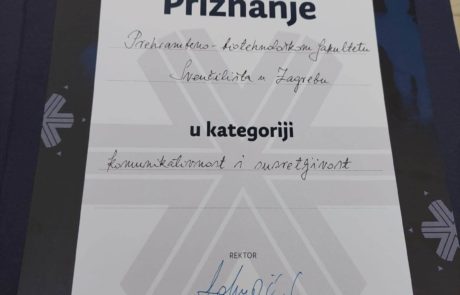 Priznanje
Prehrambeno-biotehnološkom fakultetu
Sveučilišta u Zagrebu
u kategoriji
komunikativnost i susretljivost
REKTOR